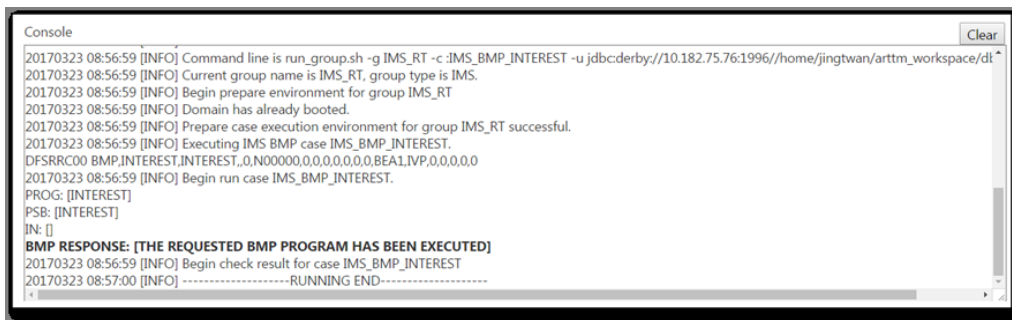 Console
Clear
20170323 08:56:59 [INFO] Command line is run_group.sh -g IMS_RT -c :IMS_BMP_INTEREST -u jdbc:derby://10.182.75.76:1996//home/jingtwan/arttm_workspace/db
20170323 08:56:59 [INFO] Current group name is IMS_RT, group type is IMS.
20170323 08:56:59 [INFO] Begin prepare environment for group IMS_RT
20170323 08:56:59 [INFO] Domain has already booted.
20170323 08:56:59 [INFO] Prepare case execution environment for group IMS_RT successful.
20170323 08:56:59 [INFO] Executing IMS BMP case IMS_BMP_INTEREST.
DFSRRC00 BMP,INTEREST,INTEREST,,0,N00000,0,0,0,0,0,0,0,BEA1,IVP,0,0,0,0,0
20170323 08:56:59 [INFO] Begin run case IMS_BMP_INTEREST.
PROG: [INTEREST]
PSB: [INTEREST]
IN: []
BMP RESPONSE: [THE REQUESTED BMP PROGRAM HAS BEEN EXECUTED]
20170323 08:56:59 [INFO] Begin check result for case IMS_BMP_INTEREST
20170323 08:57:00 [INFO] --------------------RUNNING END--------------------